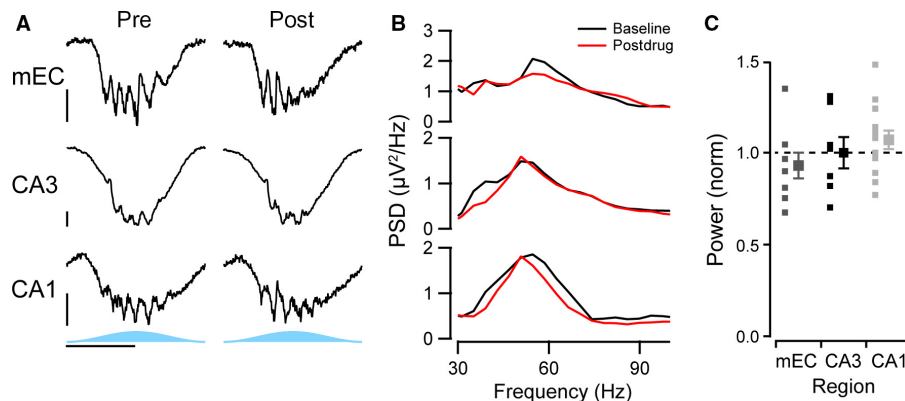 A
Pre
Post
mEC
CA3
CA1
B
Baseline
Postdrug
3
2
1
0
2
1
0
2
1
0
PSD (μV²/Hz)
30
60
90
Frequency (Hz)
C
1.5
1.0
0.5
0.0
Power (norm)
mEC CA3 CA1
Region